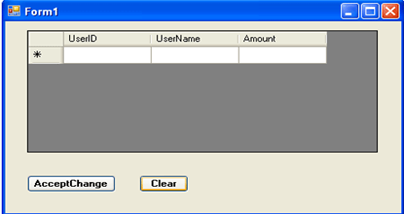 Form1
UserID UserName Amount
*
AcceptChange Clear